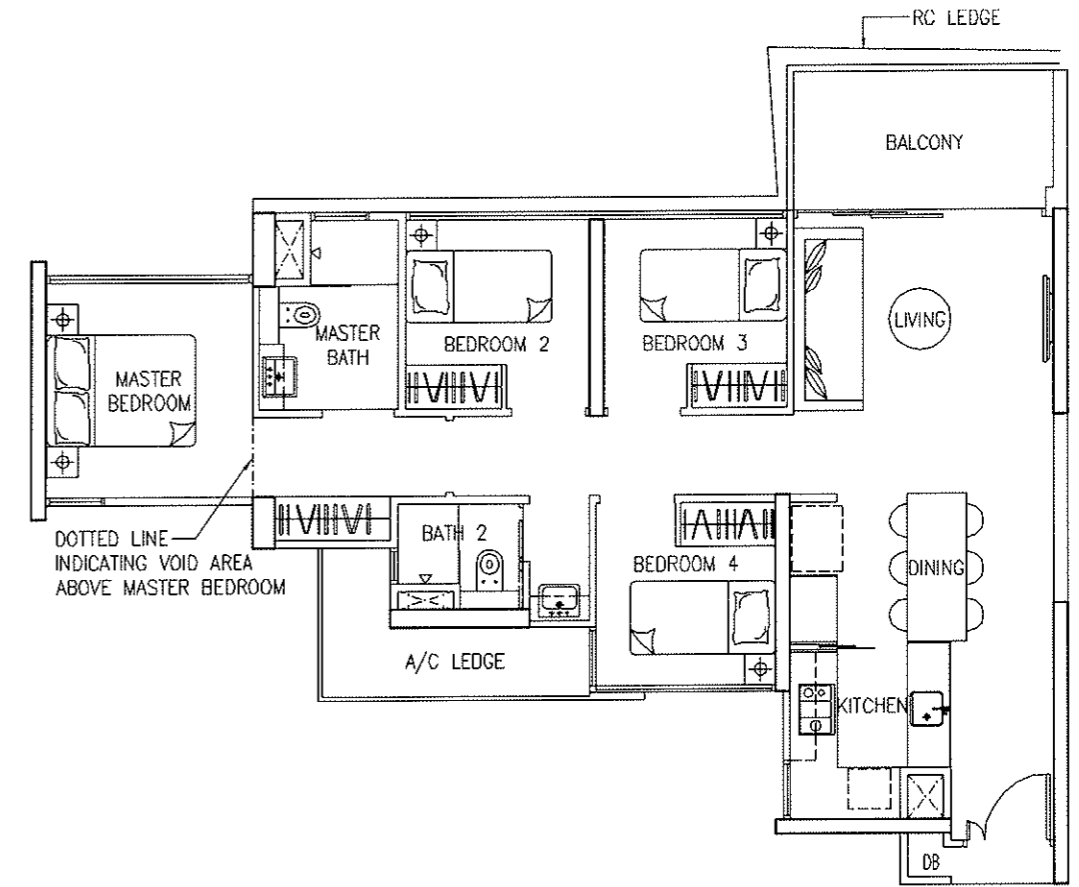 RC LEDGE
BALCONY
LIVING
MASTER
BATH
BEDROOM 2
BEDROOM 3
MASTER
BEDROOM
DOTTED LINE
INDICATING VOID AREA
ABOVE MASTER BEDROOM
BATH 2
BEDROOM 4
DINING
A/C LEDGE
KITCHEN
DB